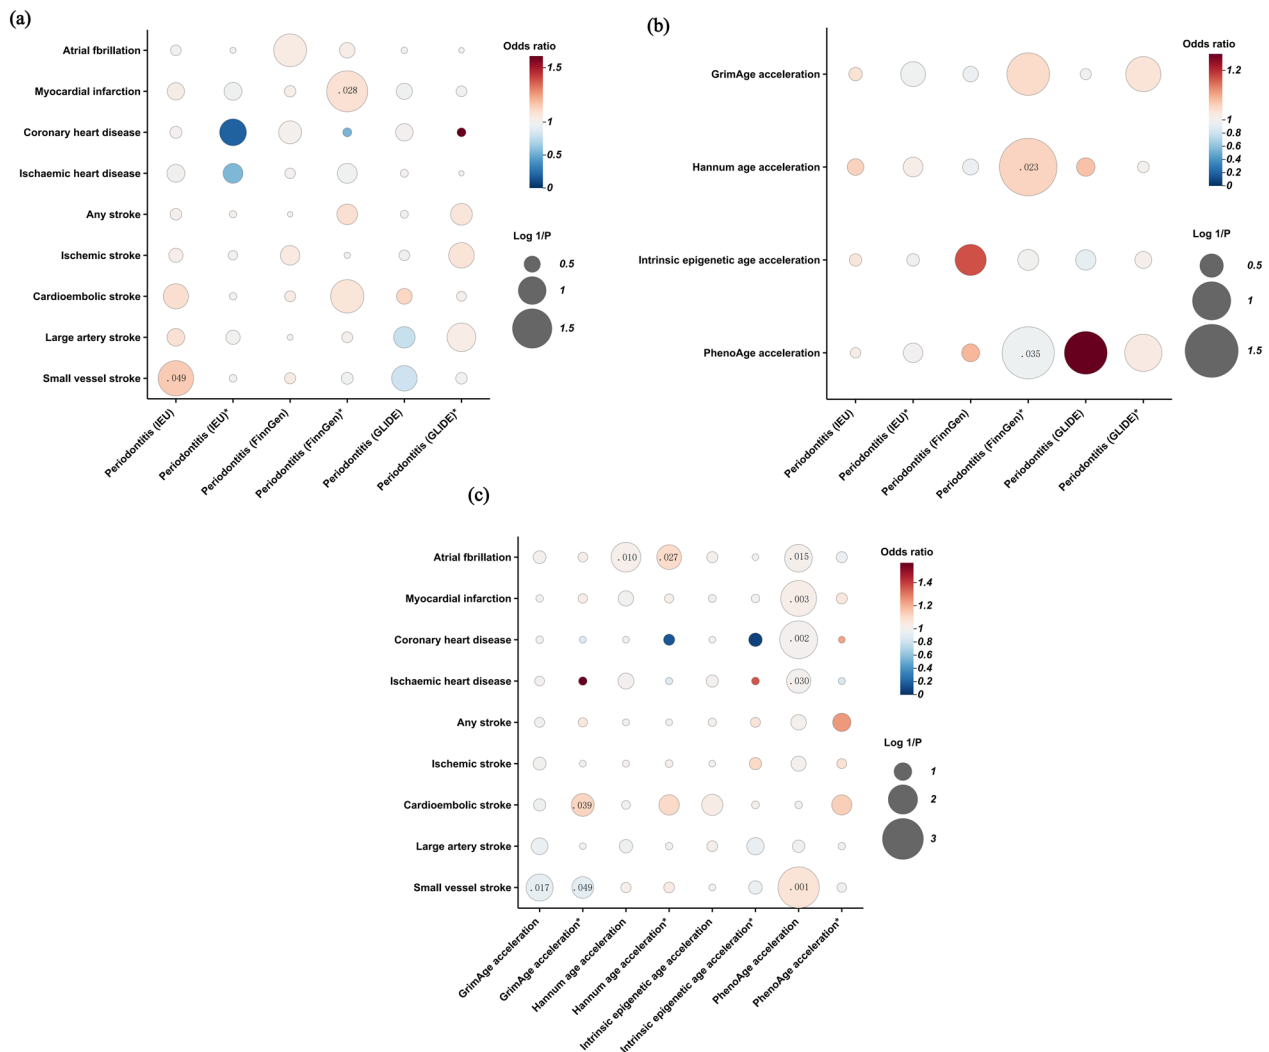 (a)
Odds ratio
1.5
1
0.5
0
Log 1/P
0.5
1
1.5
Atrial fbrillation
Myocardial infarction
Coronary heart disease
Ischaemic heart disease
Any stroke
Ischemic stroke
Cardioembolic stroke
Large artery stroke
Small vessel stroke
.028
.049
Periodontitis (IEU)
Periodontitis (IEU)*
Periodontitis (FinnGen)
Periodontitis (FinnGen)*
Periodontitis (GLIDE)
Periodontitis (GLIDE)*
(b)
Odds ratio
1.2
1
0.8
0.6
0.4
0.2
0
Log 1/P
0.5
1
1.5
GrimAge acceleration
Hannum age acceleration
Intrinsic epigenetic age acceleration
PhenoAge acceleration
.023
.035
Periodontitis (IEU)
Periodontitis (IEU)*
Periodontitis (FinnGen)
Periodontitis (FinnGen)*
Periodontitis (GLIDE)
Periodontitis (GLIDE)*
(c)
Odds ratio
1.4
1.2
1
0.8
0.6
0.4
0.2
0
Log 1/P
1
2
3
Atrial fbrillation
Myocardial infarction
Coronary heart disease
Ischaemic heart disease
Any stroke
Ischemic stroke
Cardioembolic stroke
Large artery stroke
Small vessel stroke
.010 .027 .015
.003
.002
.030
.039
.017 .049 .001
GrimAge acceleration
GrimAge acceleration*
Hannum age acceleration
Hannum age acceleration*
Intrinsic epigenetic age acceleration
Intrinsic epigenetic age acceleration*
PhenoAge acceleration
PhenoAge acceleration*